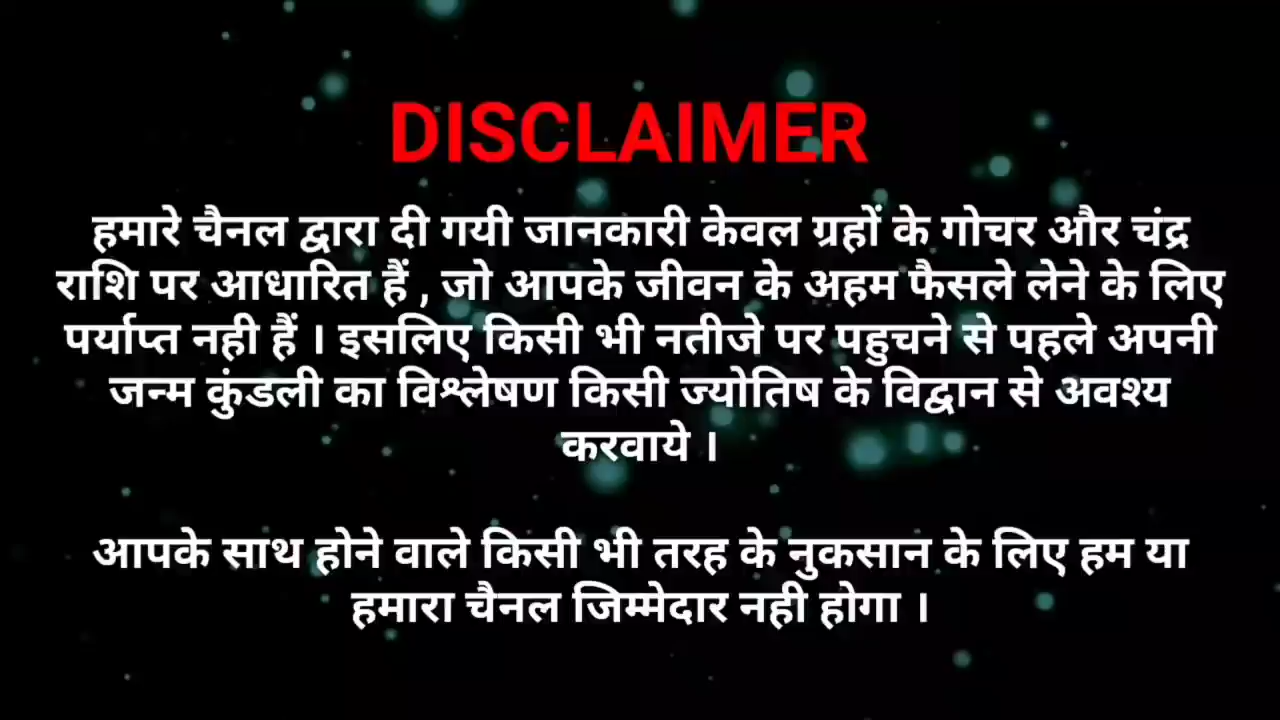 DISCLAIMER
हमारे चैनल द्वारा दी गयी जानकारी केवल ग्रहों के गोचर और चंद्र
राशि पर आधारित हैं , जो आपके जीवन के अहम फैसले लेने के लिए
पर्याप्त नही हैं । इसलिए किसी भी नतीजे पर पहुचने से पहले अपनी
जन्म कुंडली का विश्लेषण किसी ज्योतिष के विद्वान से अवश्य
करवाये ।
आपके साथ होने वाले किसी भी तरह के नुकसान के लिए हम या
हमारा चैनल जिम्मेदार नही होगा ।